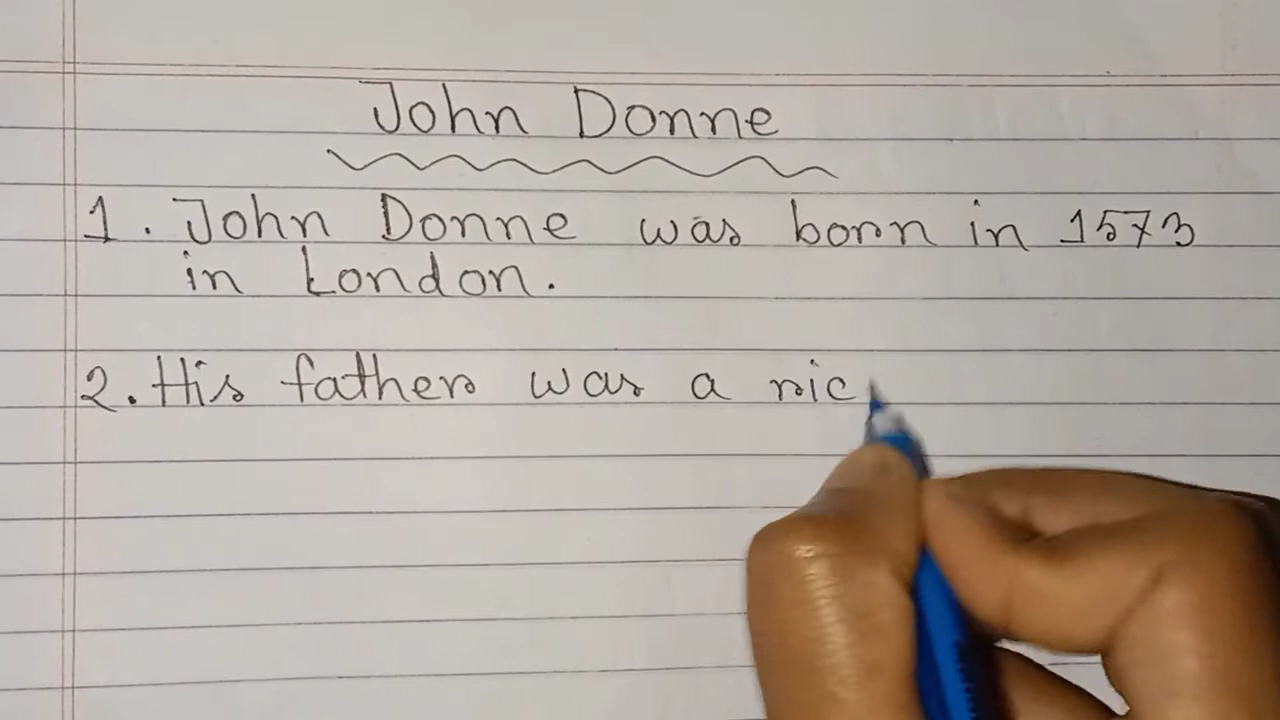 John Donne
1. John Donne was born in 1573
in London.
2. His father was a ric